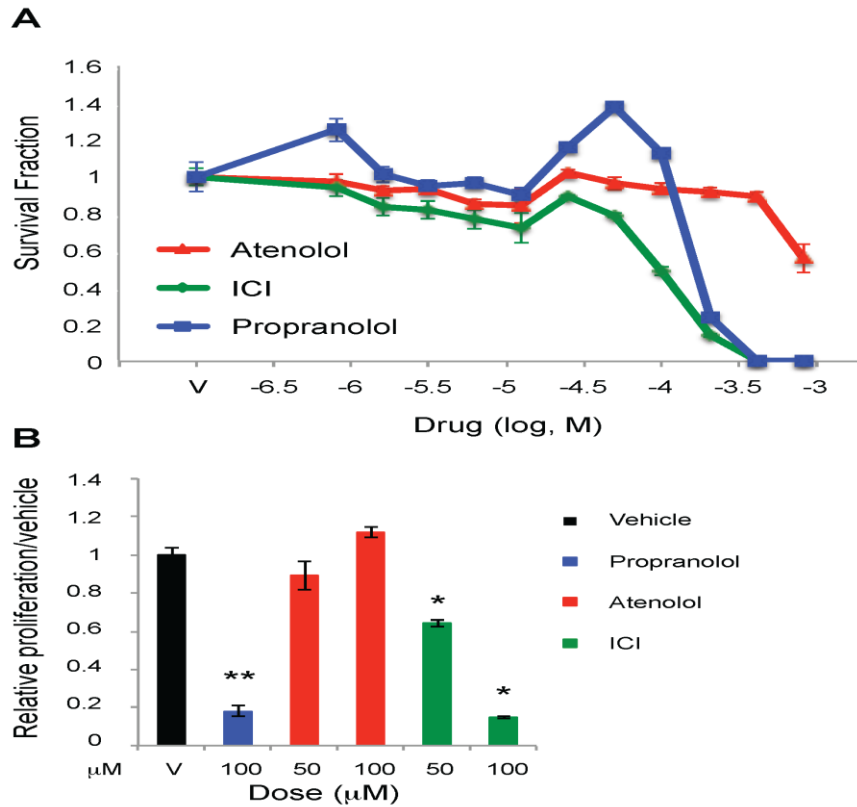 A
1.6
1.4
1.2
1
0.8
0.6
0.4
0.2
0
Survival Fraction
Atenolol
ICI
Propranolol
V -6.5 -6 -5.5 -5 -4.5 -4 -3.5 -3
Drug (log, M)
B
1.4
1.2
1
0.8
0.6
0.4
0.2
0
Relative proliferation/vehicle
** * *
Vehicle
Propranolol
Atenolol
ICI
μM V 100 50 100 50 100
Dose (μM)